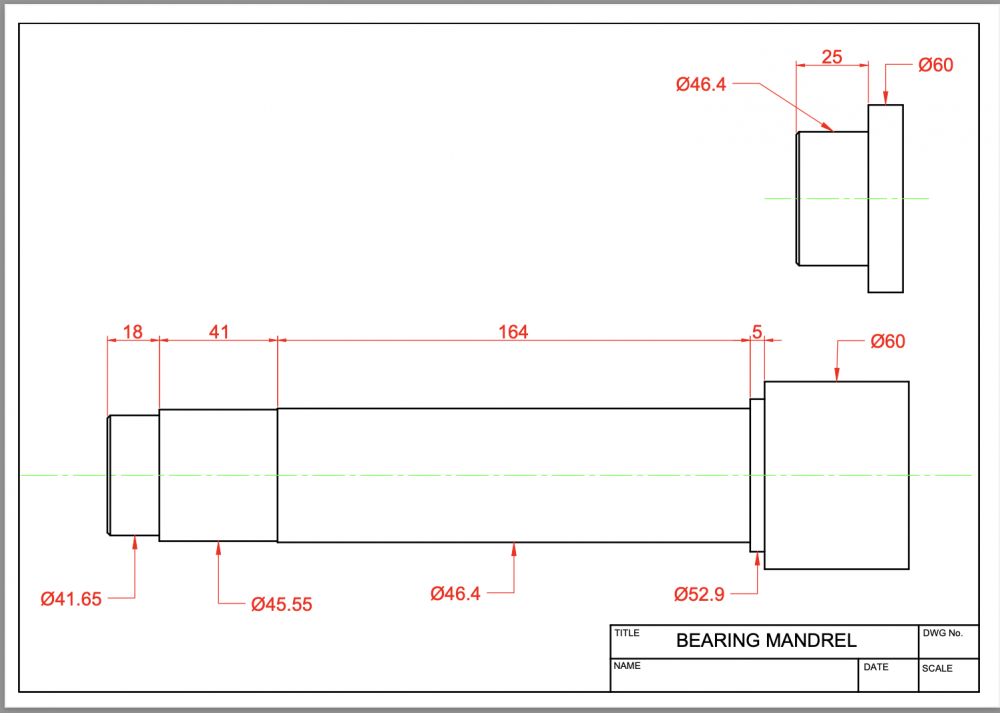 25
Ø60
Ø46.4
18
41
164
5
Ø60
Ø41.65
Ø45.55
Ø46.4
Ø52.9
TITLE
BEARING MANDREL
DWG No.
NAME
DATE
SCALE